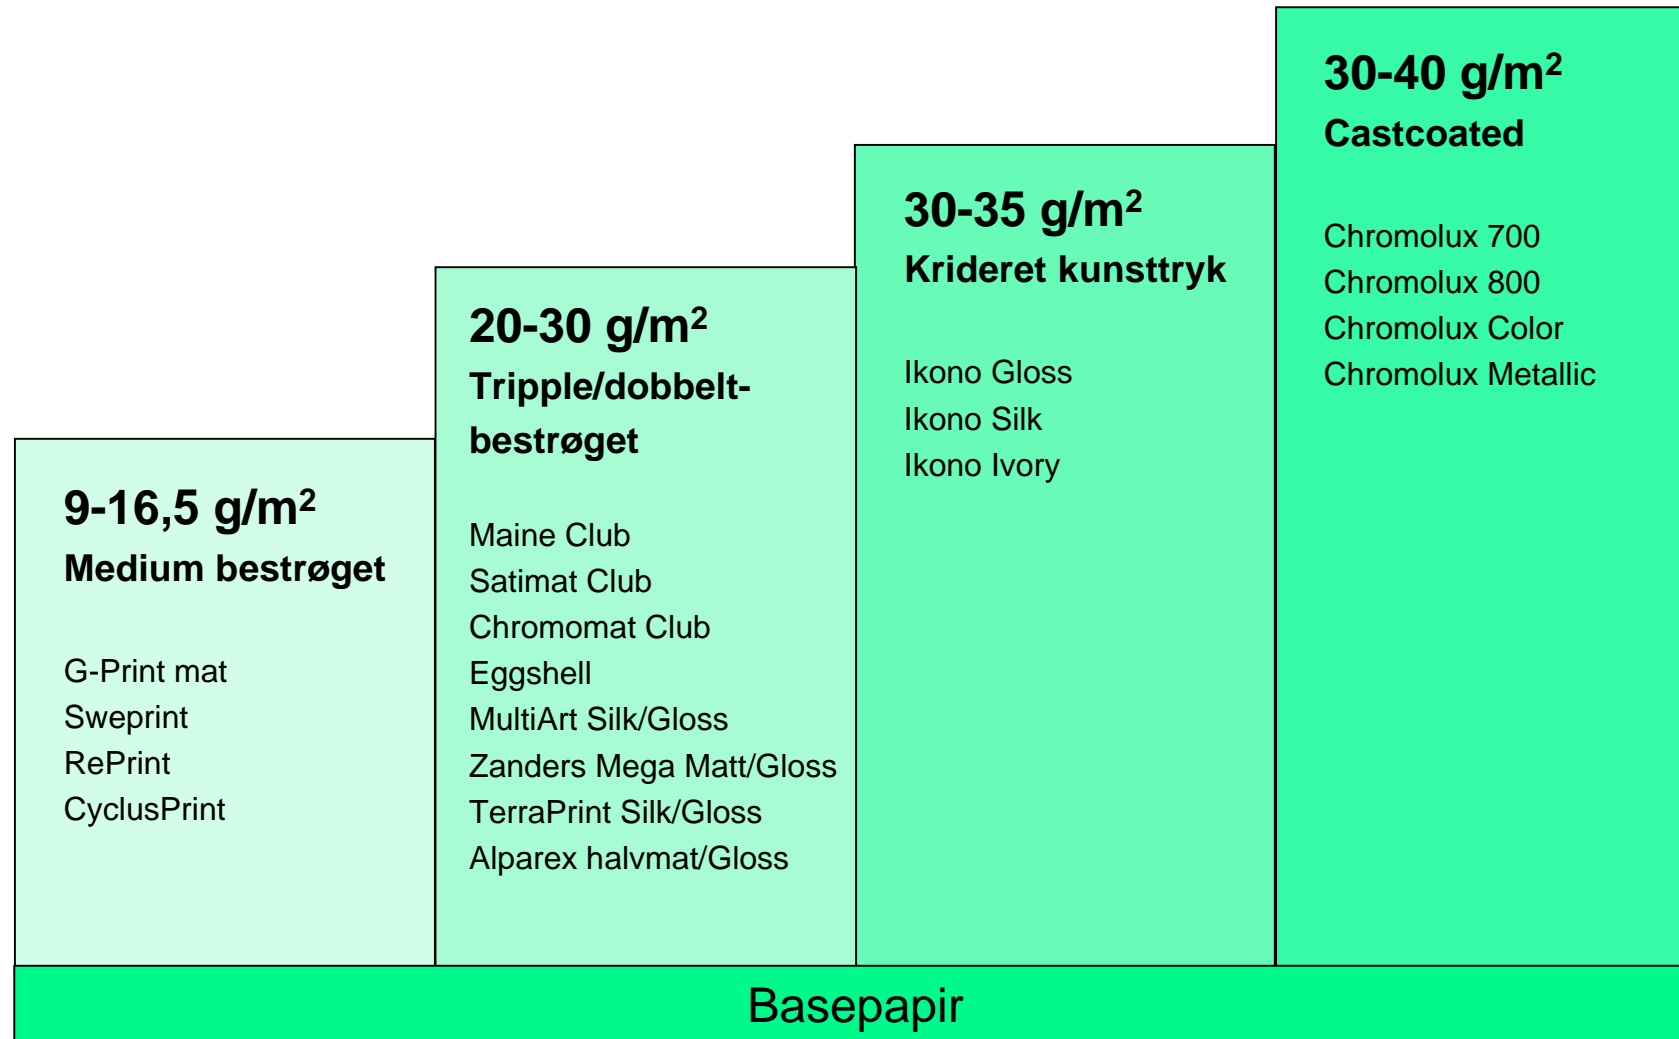 9-16,5 g/m²
Medium bestrøget
G-Print mat
Sweprint
RePrint
CyclusPrint
20-30 g/m²
Tripple/dobbelt-
bestrøget
Maine Club
Satimat Club
Chromomat Club
Eggshell
MultiArt Silk/Gloss
Zanders Mega Matt/Gloss
TerraPrint Silk/Gloss
Alparex halvmat/Gloss
30-35 g/m²
Krideret kunsttryk
Ikono Gloss
Ikono Silk
Ikono Ivory
30-40 g/m²
Castcoated
Chromolux 700
Chromolux 800
Chromolux Color
Chromolux Metallic
Basepapir